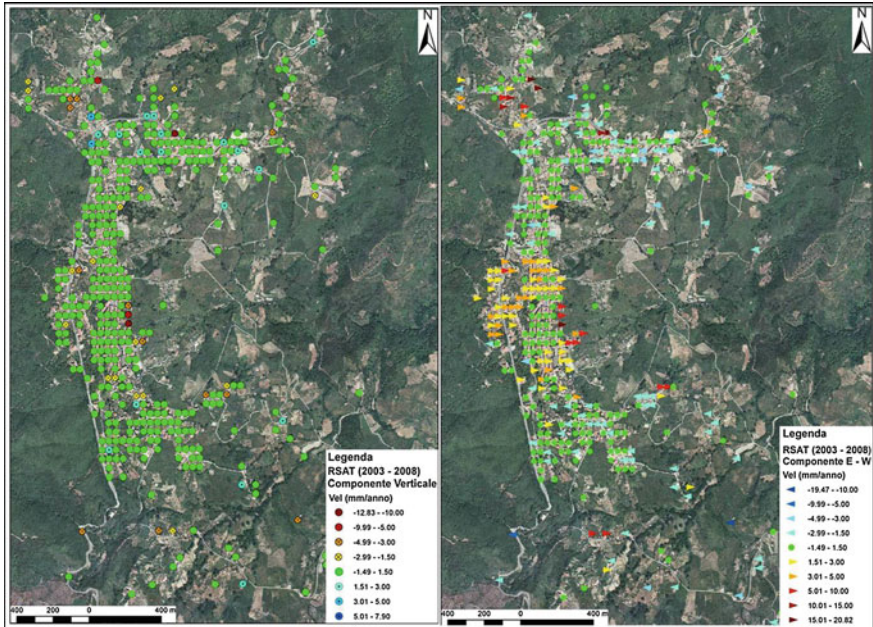 N
Legenda
RSAT (2003 - 2008)
Componente Verticale
Vel (mm/anno)
-12.83 - -10.00
-9.99 - -5.00
-4.99 - -3.00
-2.99 - -1.50
-1.49 - 1.50
1.51 - 3.00
3.01 - 5.00
5.01 - 7.90
400 200 0 400 m
N
Legenda
RSAT (2003 - 2008)
Componente E - W
Vel (mm/anno)
-19.47 - -10.00
-9.99 - -5.00
-4.99 - -3.00
-2.99 - -1.50
-1.49 - 1.50
1.51 - 3.00
3.01 - 5.00
5.01 - 10.00
10.01 - 15.00
15.01 - 20.82
400 200 0 400 m